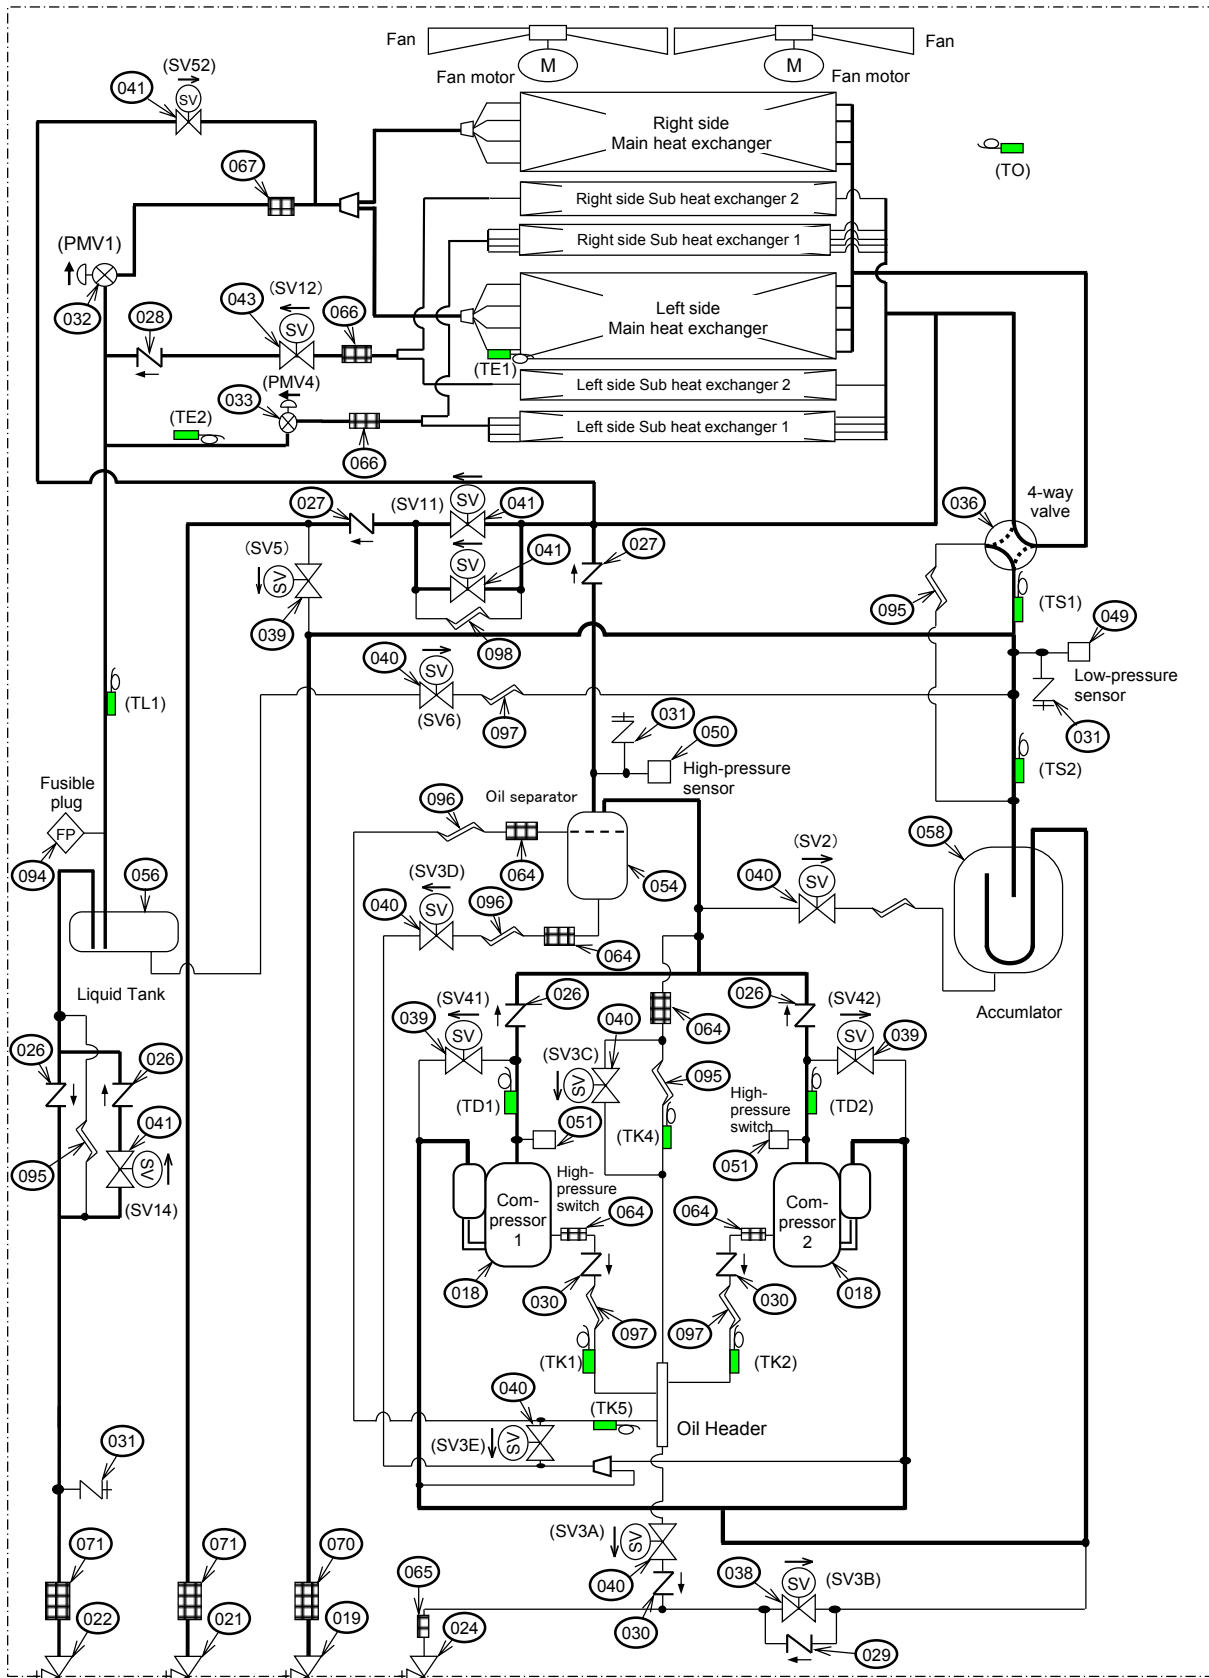 Fan
Fan
Fan motor
M
M
Fan motor
(SV52)
041
SV
Right side
Main heat exchanger
(TO)
067
Right side Sub heat exchanger 2
Right side Sub heat exchanger 1
(PMV1)
032
028
043
(SV12)
SV
066
Left side
Main heat exchanger
(TE1)
(PMV4)
033
(TE2)
066
Left side Sub heat exchanger 2
Left side Sub heat exchanger 1
027
(SV11)
SV
041
4-way
valve
036
(SV5)
SV
039
SV
041
027
098
095
(TS1)
049
Low-pressure
sensor
031
040
SV
(SV6)
097
(TL1)
031
050
High-pressure
sensor
(TS2)
Fusible
plug
FP
094
056
Liquid Tank
Oil separator
096
064
054
(SV3D)
040
SV
096
064
(SV2)
040
SV
058
Accumlator
026
026
041
SV
(SV14)
095
039
(SV41)
SV
026
040
(SV3C)
SV
064
095
026
(SV42)
SV
039
(TD1)
051
High-
pressure
switch
(TK4)
High-
pressure
switch
051
(TD2)
Com-
pressor
1
018
064
030
097
(TK1)
064
030
097
(TK2)
Com-
pressor
2
018
040
(TK5)
(SV3E)
SV
Oil Header
031
(SV3A)
SV
040
030
071
022
071
021
070
019
065
024
038
SV
(SV3B)
029